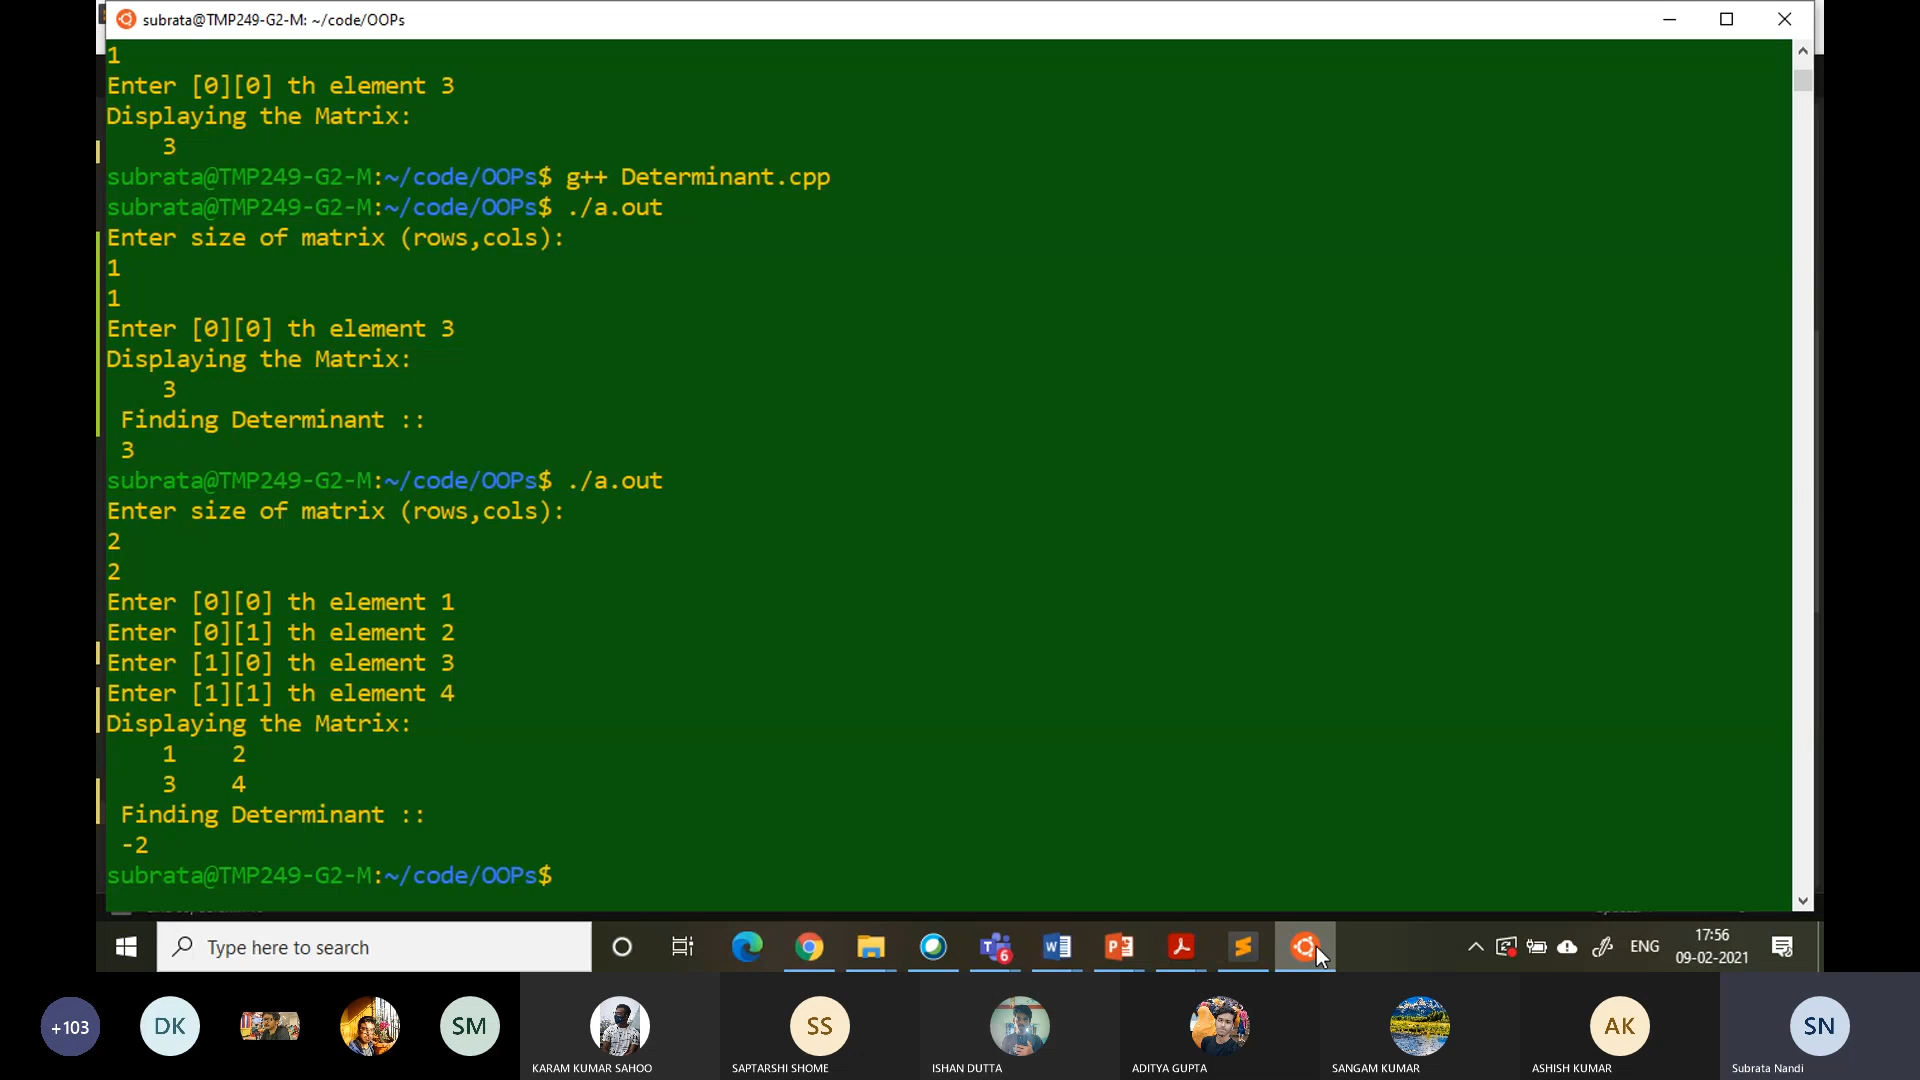 subrata@TMP249-G2-M: ~/code/OOPs
1
Enter [0][0] th element 3
Displaying the Matrix:
3
subrata@TMP249-G2-M:~/code/OOPs$ g++ Determinant.cpp
subrata@TMP249-G2-M:~/code/OOPs$ ./a.out
Enter size of matrix (rows,cols):
1
1
Enter [0][0] th element 3
Displaying the Matrix:
3
Finding Determinant ::
3
subrata@TMP249-G2-M:~/code/OOPs$ ./a.out
Enter size of matrix (rows,cols):
2
2
Enter [0][0] th element 1
Enter [0][1] th element 2
Enter [1][0] th element 3
Enter [1][1] th element 4
Displaying the Matrix:
1 2
3 4
Finding Determinant ::
-2
subrata@TMP249-G2-M:~/code/OOPs$
Type here to search
6
ENG
17:56
09-02-2021
+103
DK
SM
SS
AK
SN
KARAM KUMAR SAHOO
SAPTARSHI SHOME
ISHAN DUTTA
ADITYA GUPTA
SANGAM KUMAR
ASHISH KUMAR
Subrata Nandi